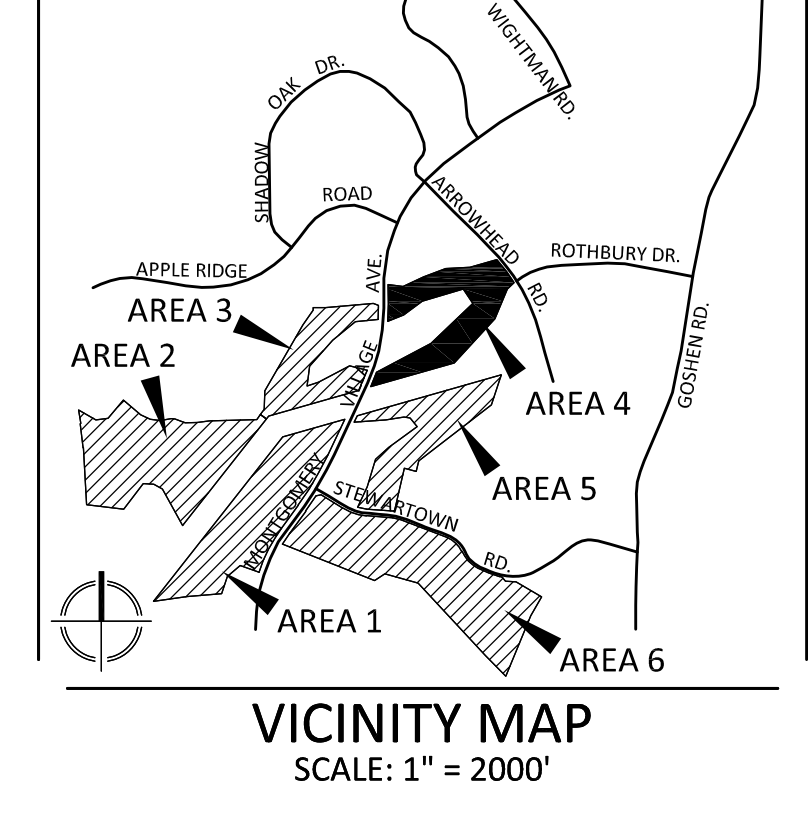 WIGHTMAN RD.
OAK DR.
SHADOW
ROAD
ARROWHEAD
RD.
ROTHBURY DR.
APPLE RIDGE
AVE.
VILLAGE
MONTGOMERY
GOSHEN RD.
AREA 3
AREA 2
AREA 4
AREA 5
STEWARTOWN
RD.
AREA 1
AREA 6
VICINITY MAP
SCALE: 1" = 2000'